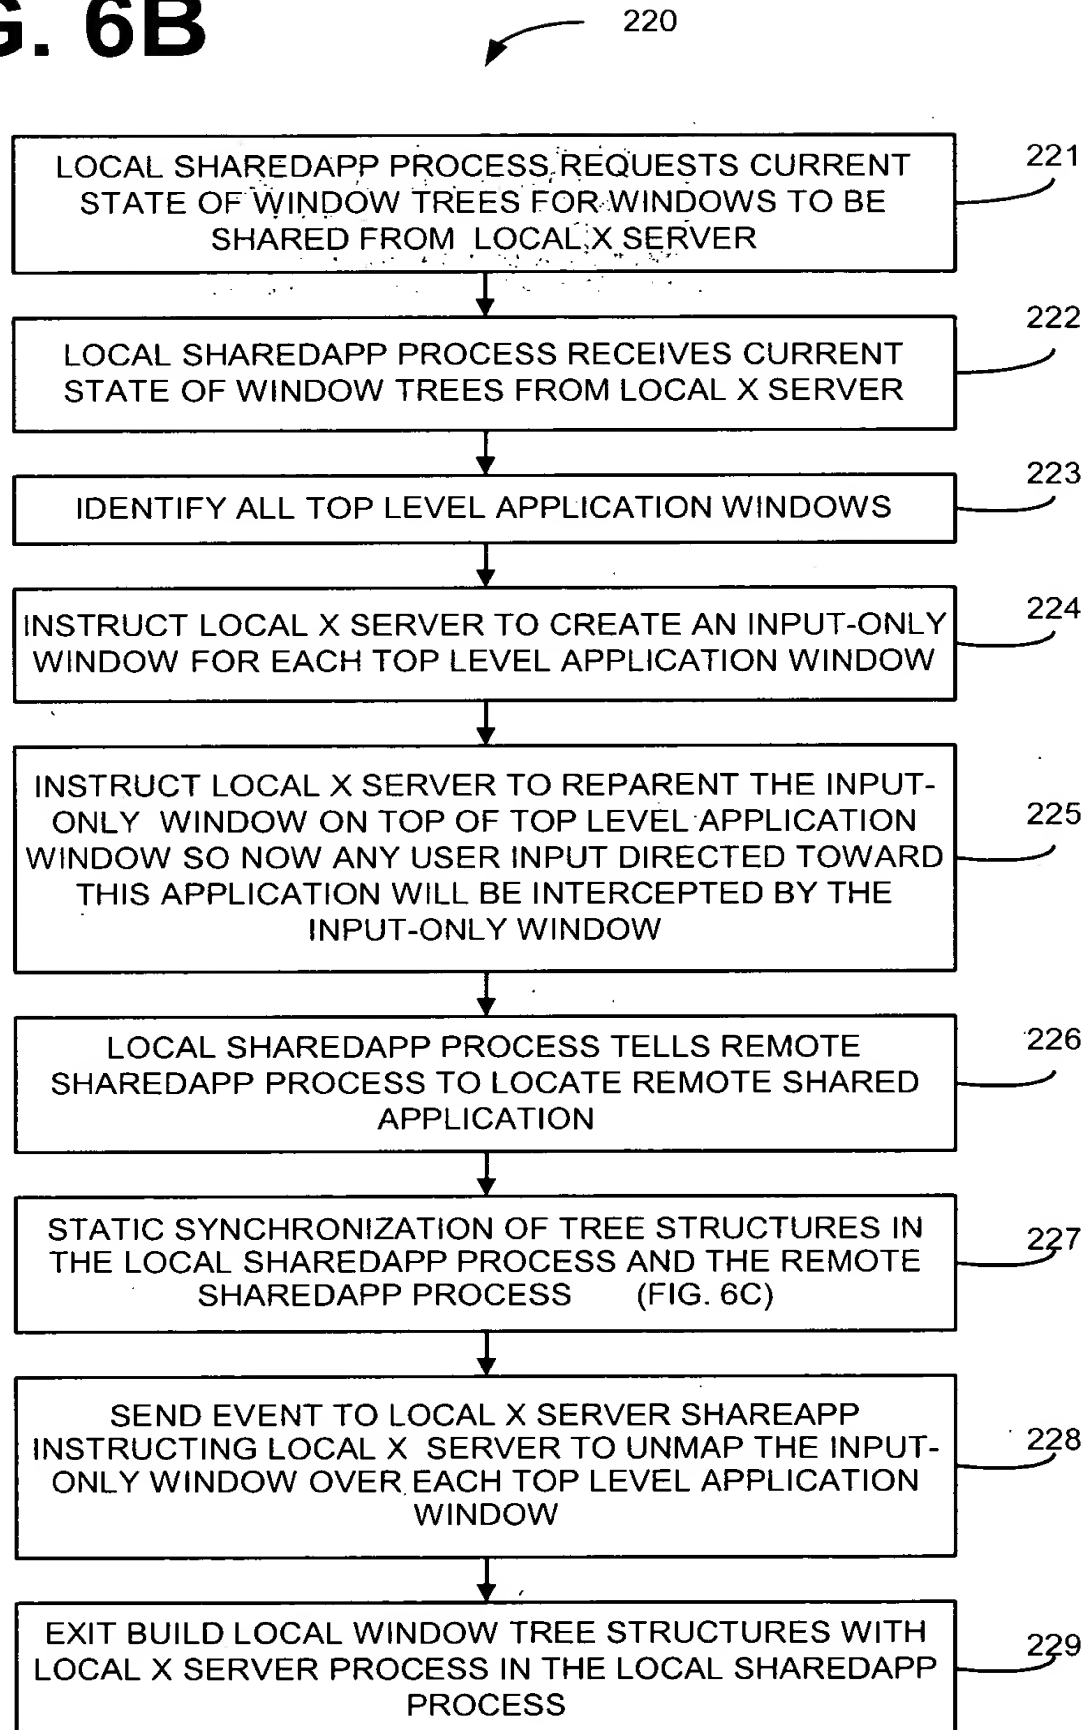 G. 6B
220
LOCAL SHAREDAPP PROCESS REQUESTS CURRENT
STATE OF WINDOW TREES FOR WINDOWS TO BE
SHARED FROM LOCAL X SERVER
221
LOCAL SHAREDAPP PROCESS RECEIVES CURRENT
STATE OF WINDOW TREES FROM LOCAL X SERVER
222
IDENTIFY ALL TOP LEVEL APPLICATION WINDOWS
223
INSTRUCT LOCAL X SERVER TO CREATE AN INPUT-ONLY
WINDOW FOR EACH TOP LEVEL APPLICATION WINDOW
224
INSTRUCT LOCAL X SERVER TO REPARENT THE INPUT-
ONLY WINDOW ON TOP OF TOP LEVEL APPLICATION
WINDOW SO NOW ANY USER INPUT DIRECTED TOWARD
THIS APPLICATION WILL BE INTERCEPTED BY THE
INPUT-ONLY WINDOW
225
LOCAL SHAREDAPP PROCESS TELLS REMOTE
SHAREDAPP PROCESS TO LOCATE REMOTE SHARED
APPLICATION
226
STATIC SYNCHRONIZATION OF TREE STRUCTURES IN
THE LOCAL SHAREDAPP PROCESS AND THE REMOTE
SHAREDAPP PROCESS (FIG. 6C)
227
SEND EVENT TO LOCAL X SERVER SHAREAPP
INSTRUCTING LOCAL X SERVER TO UNMAP THE INPUT-
ONLY WINDOW OVER EACH TOP LEVEL APPLICATION
WINDOW
228
EXIT BUILD LOCAL WINDOW TREE STRUCTURES WITH
LOCAL X SERVER PROCESS IN THE LOCAL SHAREDAPP
PROCESS
229